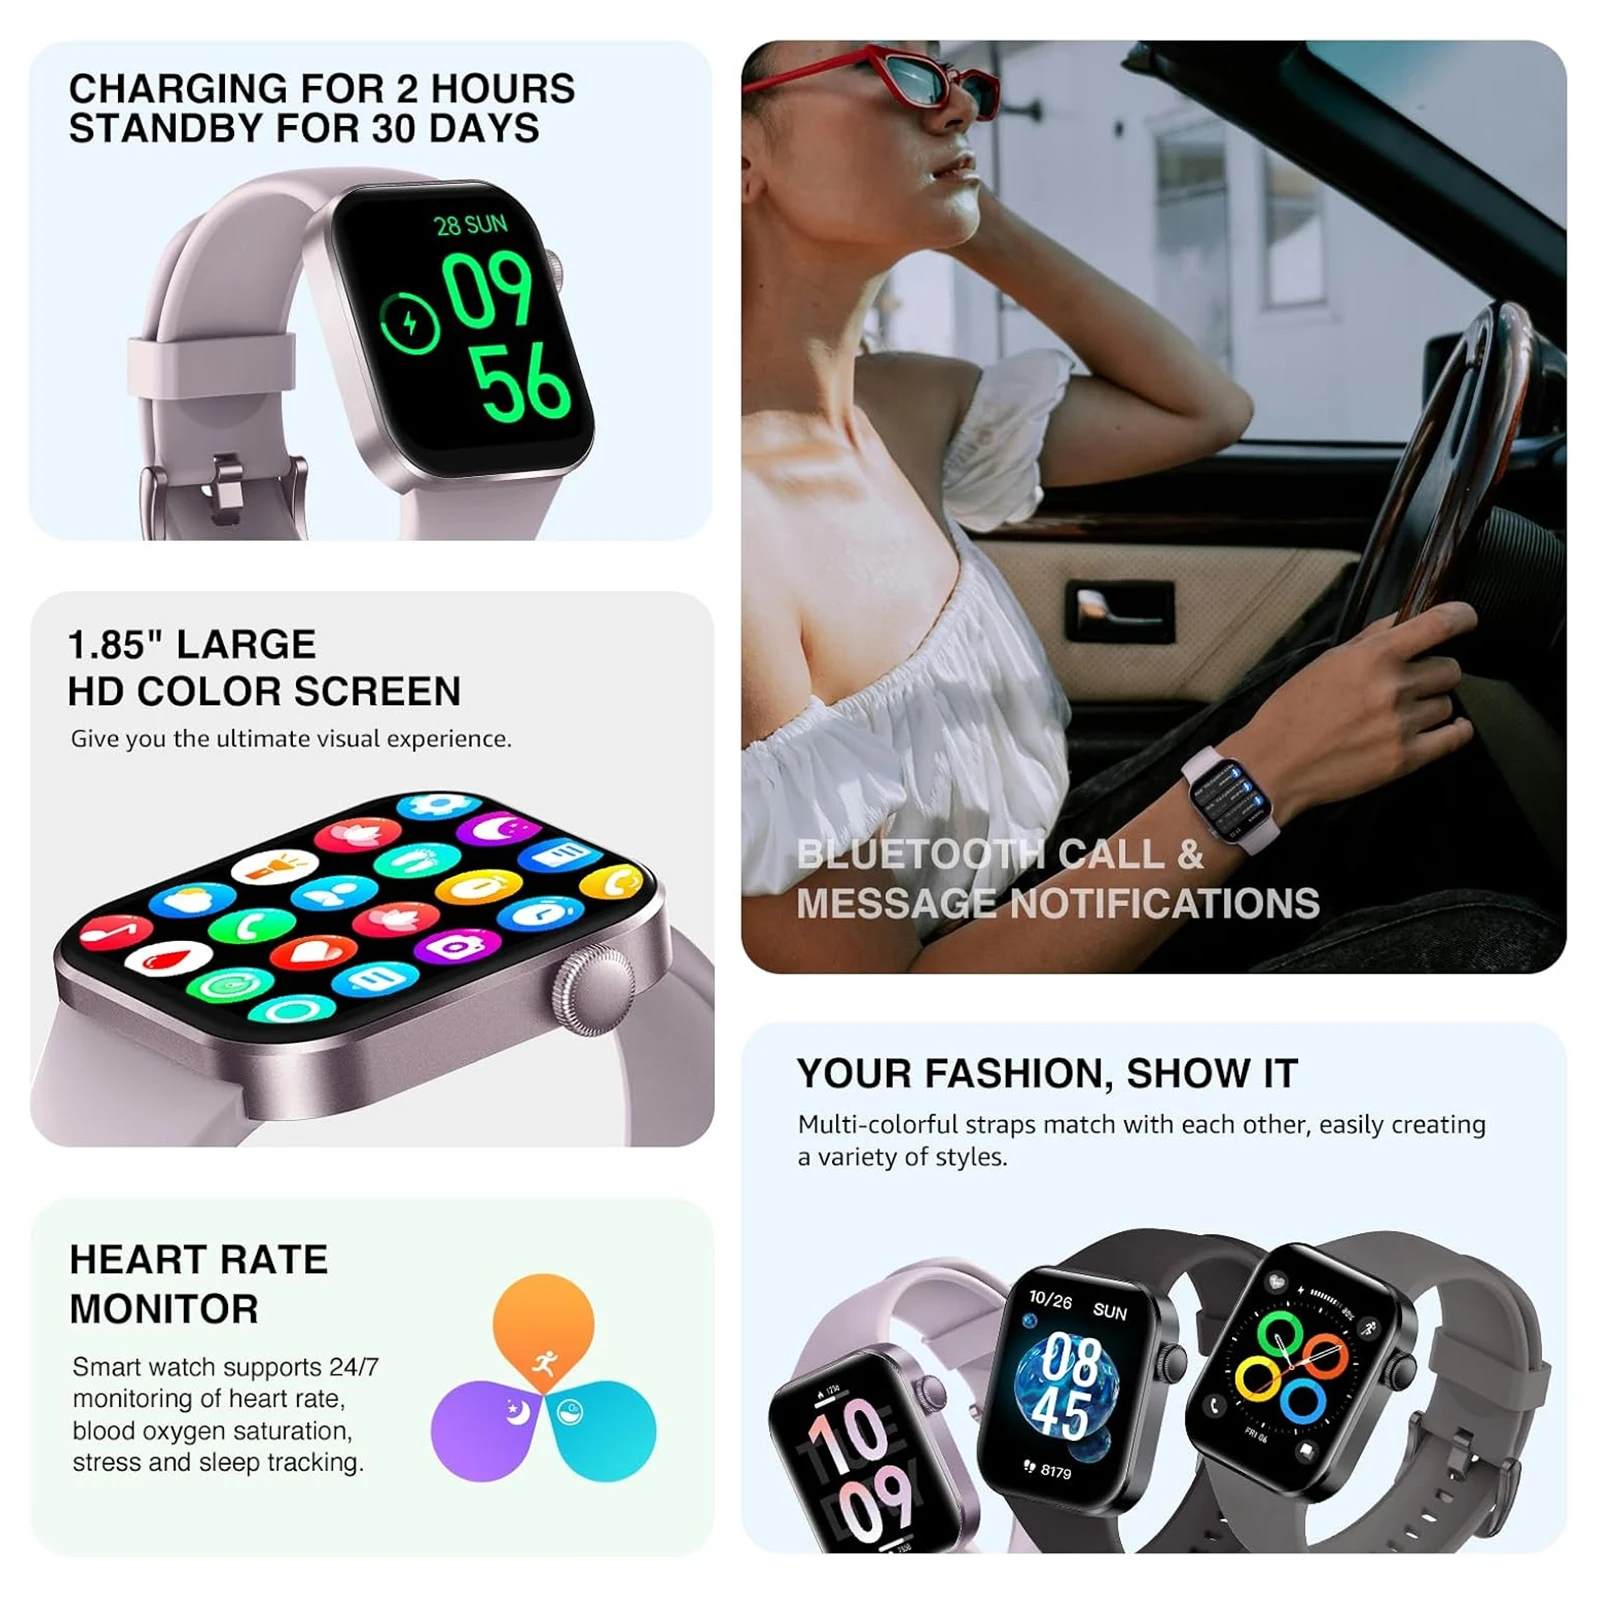 CHARGING FOR 2 HOURS
STANDBY FOR 30 DAYS
28 SUN
09
56
1.85" LARGE
HD COLOR SCREEN
Give you the ultimate visual experience.
HEART RATE
MONITOR
Smart watch supports 24/7
monitoring of heart rate,
blood oxygen saturation,
stress and sleep tracking.
BLUETOOTH CALL &
MESSAGE NOTIFICATIONS
YOUR FASHION, SHOW IT
Multi-colorful straps match with each other, easily creating
a variety of styles.
10
09
10/26 SUN
08
45
8179
80%
FRI 06